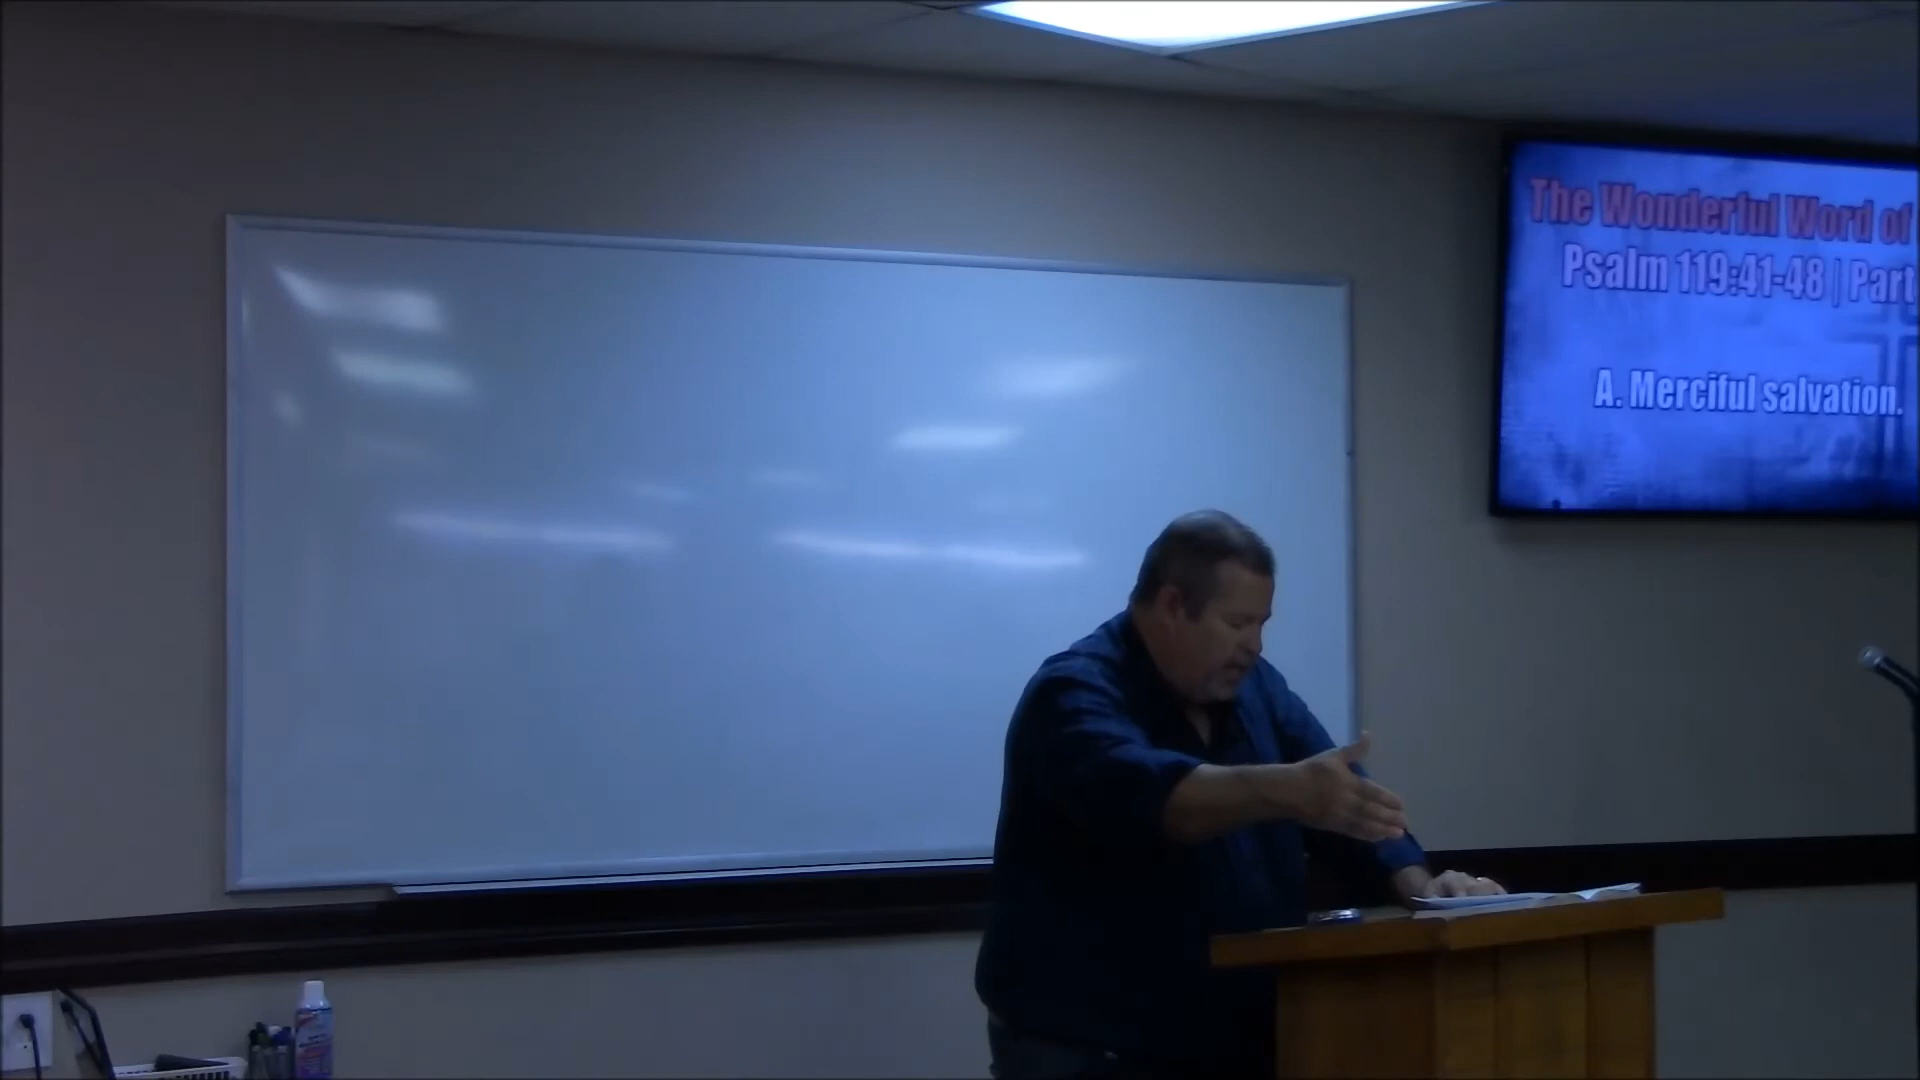 The Wonderful Word of
Psalm 119:41-48 | Part
A. Merciful salvation.